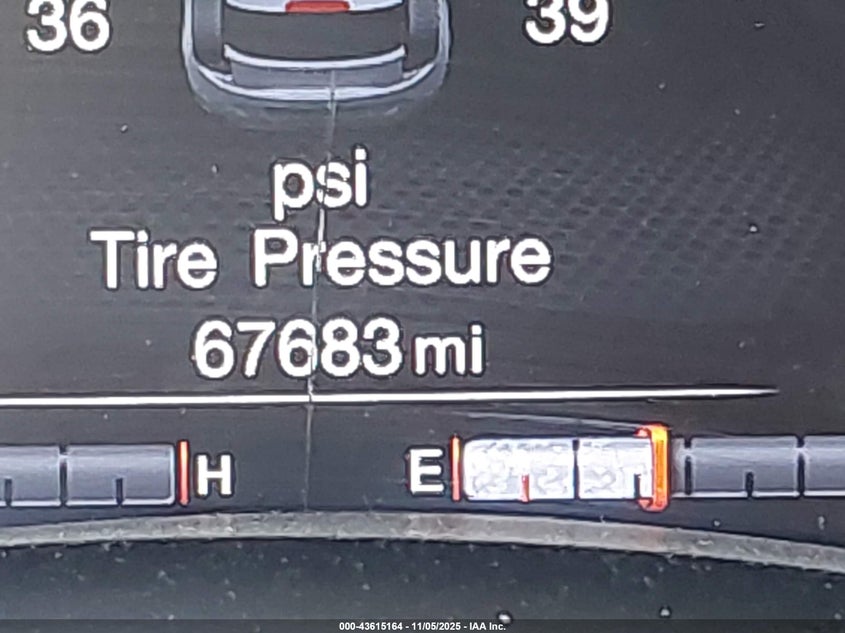 36 39
psi
Tire Pressure
67683 mi
H E
000-43615164 - 11/05/2025 - IAA Inc.